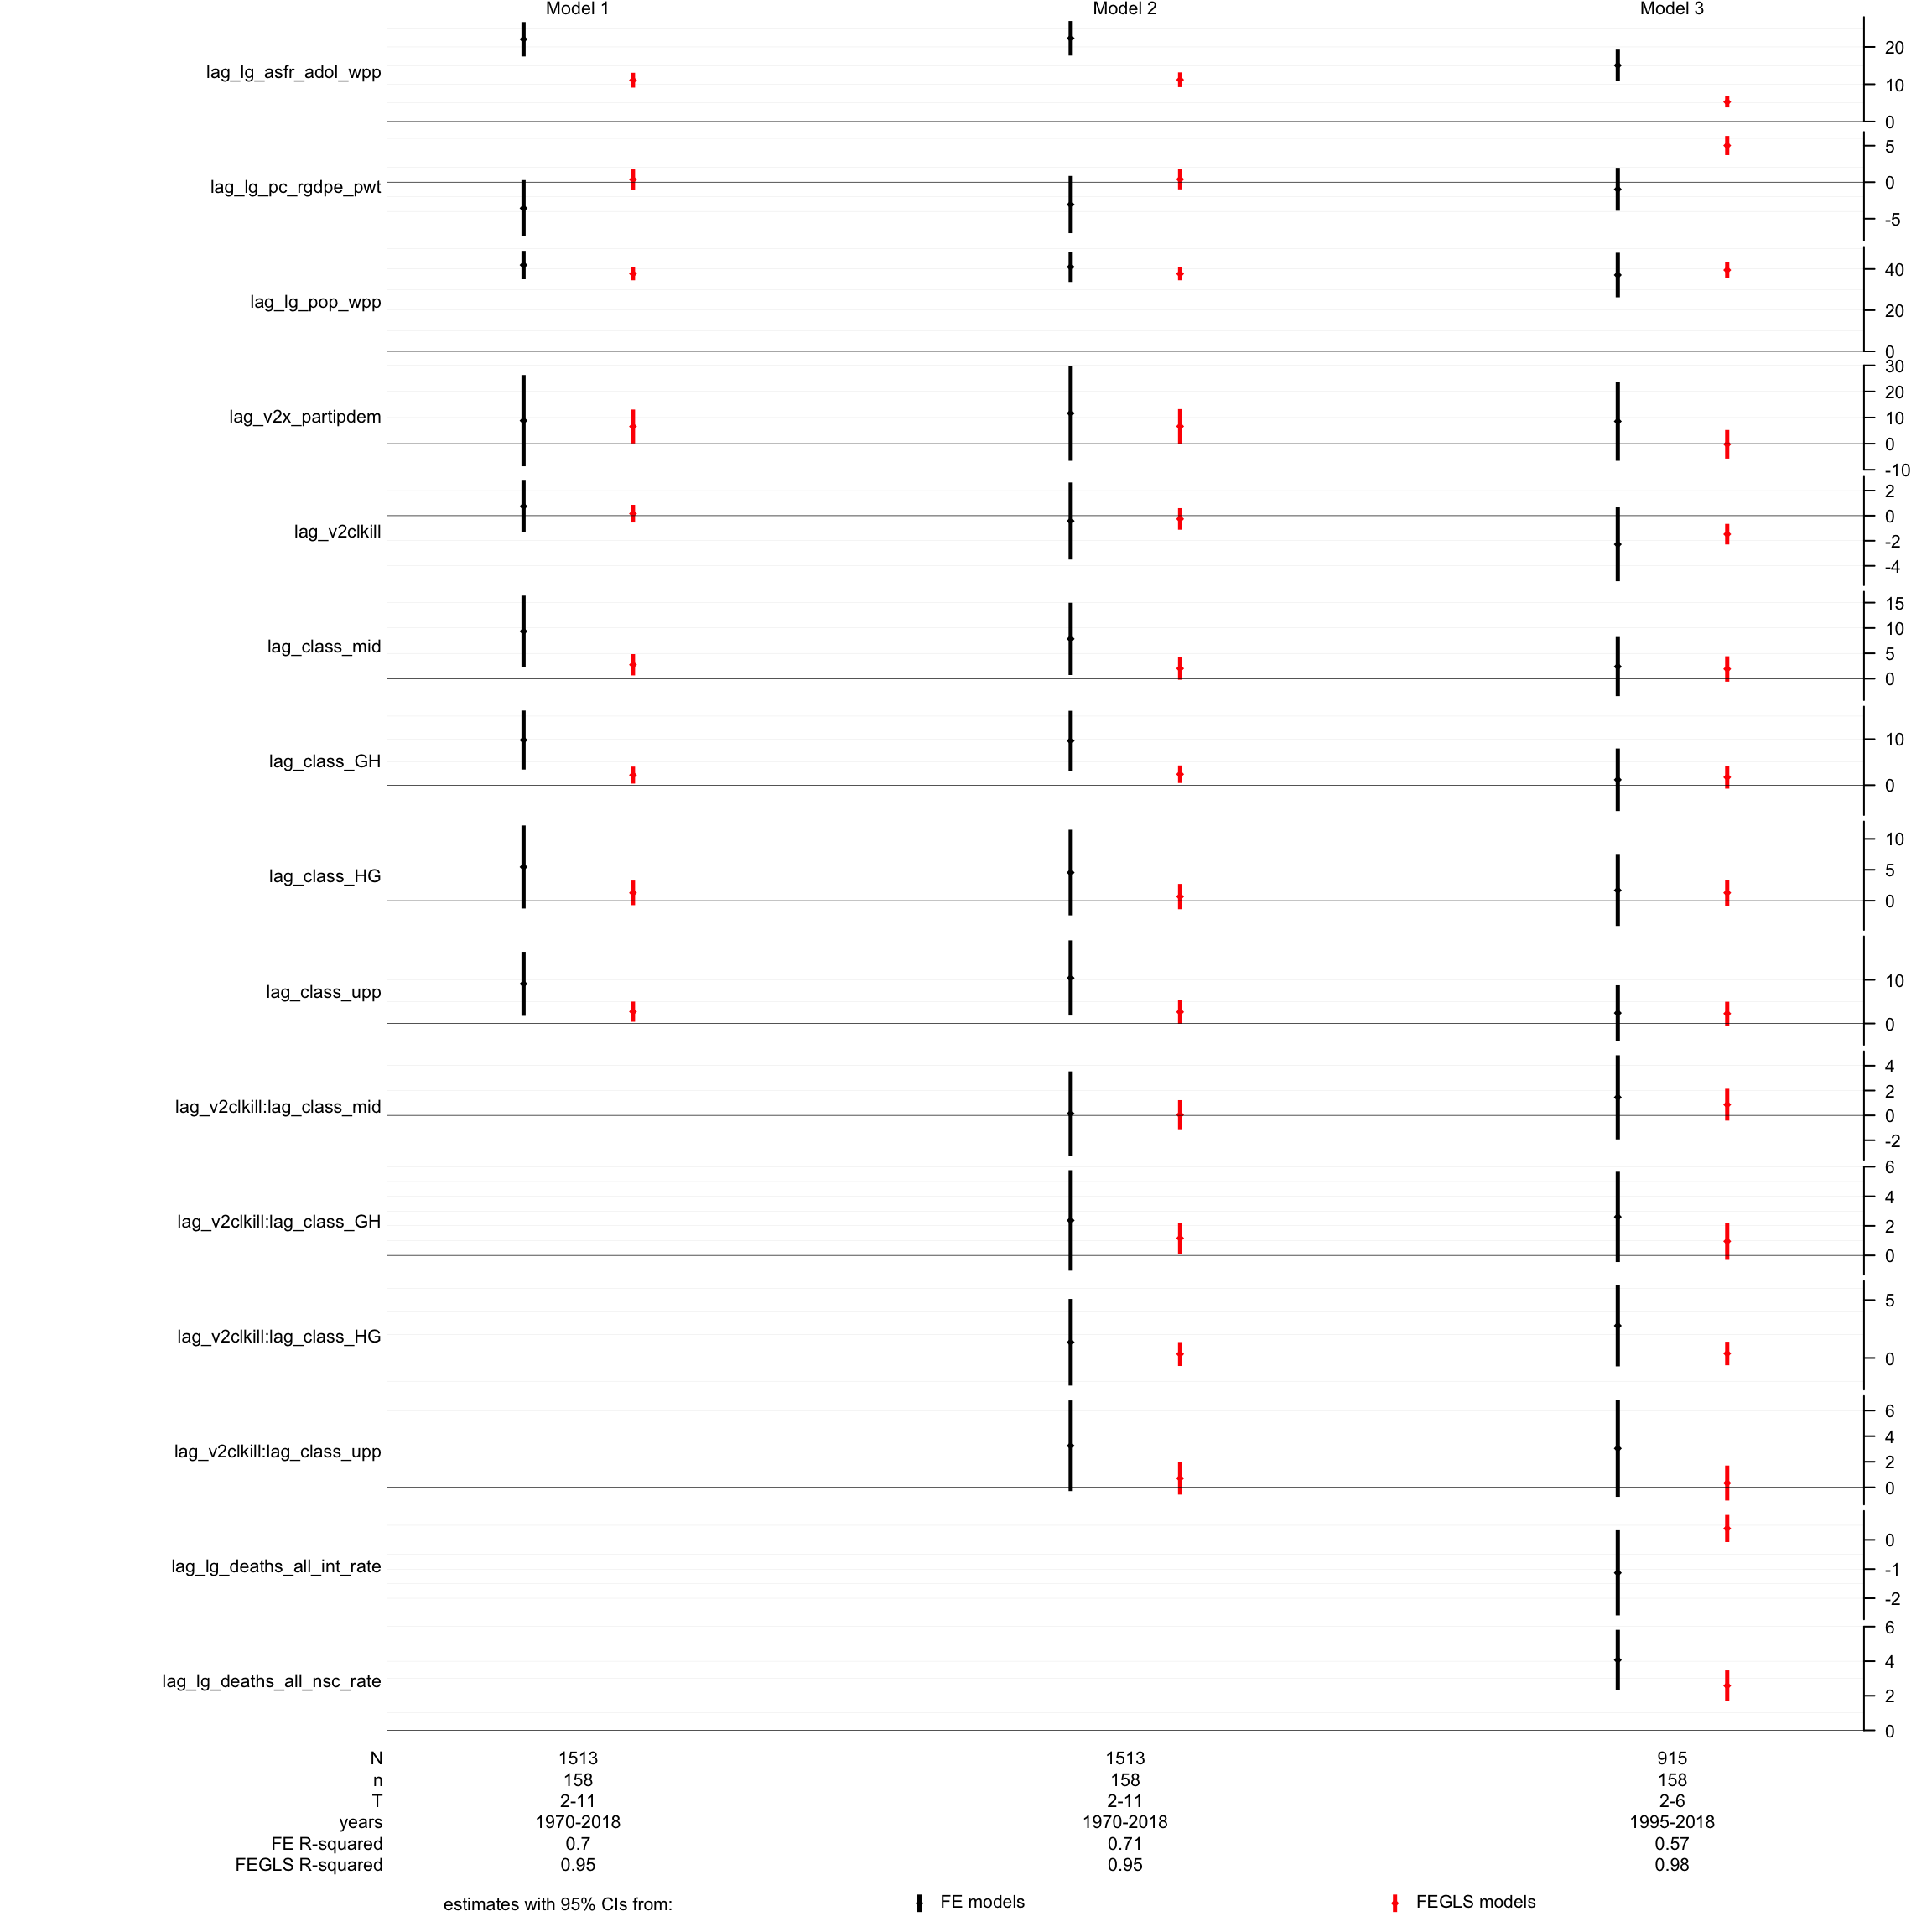 Model 1 Model 2 Model 3
lag_lg_asfr_adol_wpp
20
10
0
lag_lg_pc_rgdpe_pwt
5
0
-5
lag_lg_pop_wpp
40
20
0
lag_v2x_partipdem
30
20
10
0
-10
lag_v2clkill
2
0
-2
-4
lag_class_mid
15
10
5
0
lag_class_GH
10
0
lag_class_HG
10
5
0
lag_class_upp
10
0
lag_v2clkill:lag_class_mid
4
2
0
-2
lag_v2clkill:lag_class_GH
6
4
2
0
lag_v2clkill:lag_class_HG
5
0
lag_v2clkill:lag_class_upp
6
4
2
0
lag_lg_deaths_all_int_rate
0
-1
-2
lag_lg_deaths_all_nsc_rate
6
4
2
0
N 1513 1513 915
n 158 158 158
T 2-11 2-11 2-6
years 1970-2018 1970-2018 1995-2018
FE R-squared 0.7 0.71 0.57
FEGLS R-squared 0.95 0.95 0.98
estimates with 95% CIs from: FE models FEGLS models